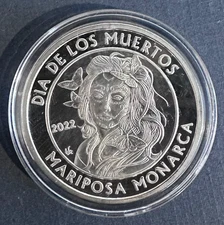 DIA DE LOS MUERTOS
2022
MARIPOSA MONARCA